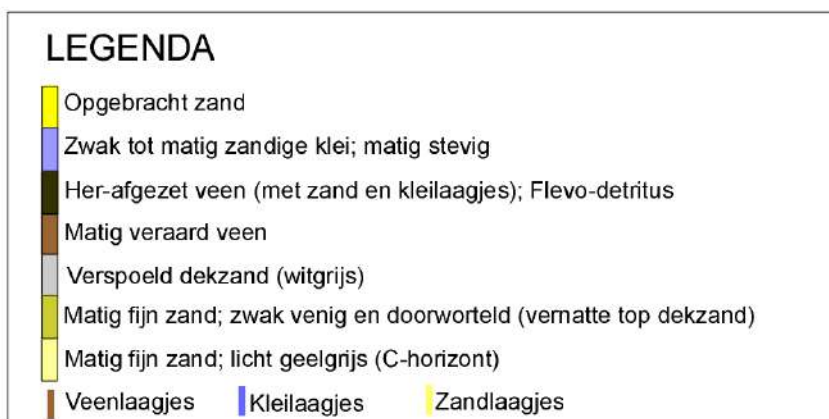 LEGENDA
Opgebracht zand
Zwak tot matig zandige klei; matig stevig
Her-afgezet veen (met zand en kleilaagjes); Flevo-detritus
Matig veraard veen
Verspoeld dekzand (witgrijs)
Matig fijn zand; zwak venig en doorworteld (vernatte top dekzand)
Matig fijn zand; licht geelgrijs (C-horizont)
Veenlaagjes Kleilaagjes Zandlaagjes